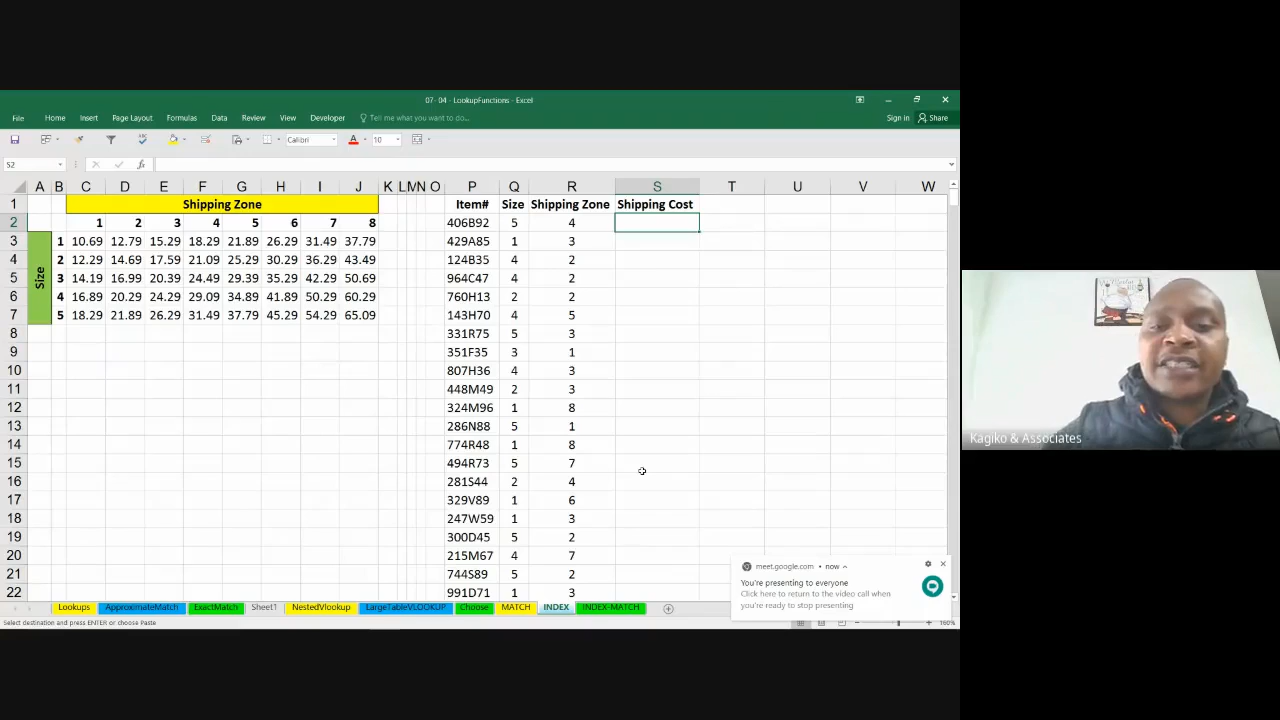 07- 04 - LookupFunctions - Excel
File Home Insert Page Layout Formulas Data Review View Developer Tell me what you want to do... Sign in Share
Calibri A 10
S2 fx
A B C D E F G H I J K L M N O P Q R S T U V W
1 Shipping Zone Item# Size Shipping Zone Shipping Cost
2 1 2 3 4 5 6 7 8 406B92 5 4
3 1 10.69 12.79 15.29 18.29 21.89 26.29 31.49 37.79 429A85 1 3
4 2 12.29 14.69 17.59 21.09 25.29 30.29 36.29 43.49 124B35 4 2
5 Size 3 14.19 16.99 20.39 24.49 29.39 35.29 42.29 50.69 964C47 4 2
6 4 16.89 20.29 24.29 29.09 34.89 41.89 50.29 60.29 760H13 2 2
7 5 18.29 21.89 26.29 31.49 37.79 45.29 54.29 65.09 143H70 4 5
8 331R75 5 3
9 351F35 3 1
10 807H36 4 3
11 448M49 2 3
12 324M96 1 8
13 286N88 5 1
14 774R48 1 8
15 494R73 5 7
16 281S44 2 4
17 329V89 1 6
18 247W59 1 3
19 300D45 5 2
20 215M67 4 7
21 744S89 5 2
22 991D71 1 3
meet.google.com • now
You're presenting to everyone
Click here to return to the video call when
you're ready to stop presenting
Lookups ApproximateMatch ExactMatch Sheet1 NestedVlookup LargeTableVLOOKUP Choose MATCH INDEX INDEX-MATCH
Select destination and press ENTER or choose Paste 160%
Kagiko & Associates